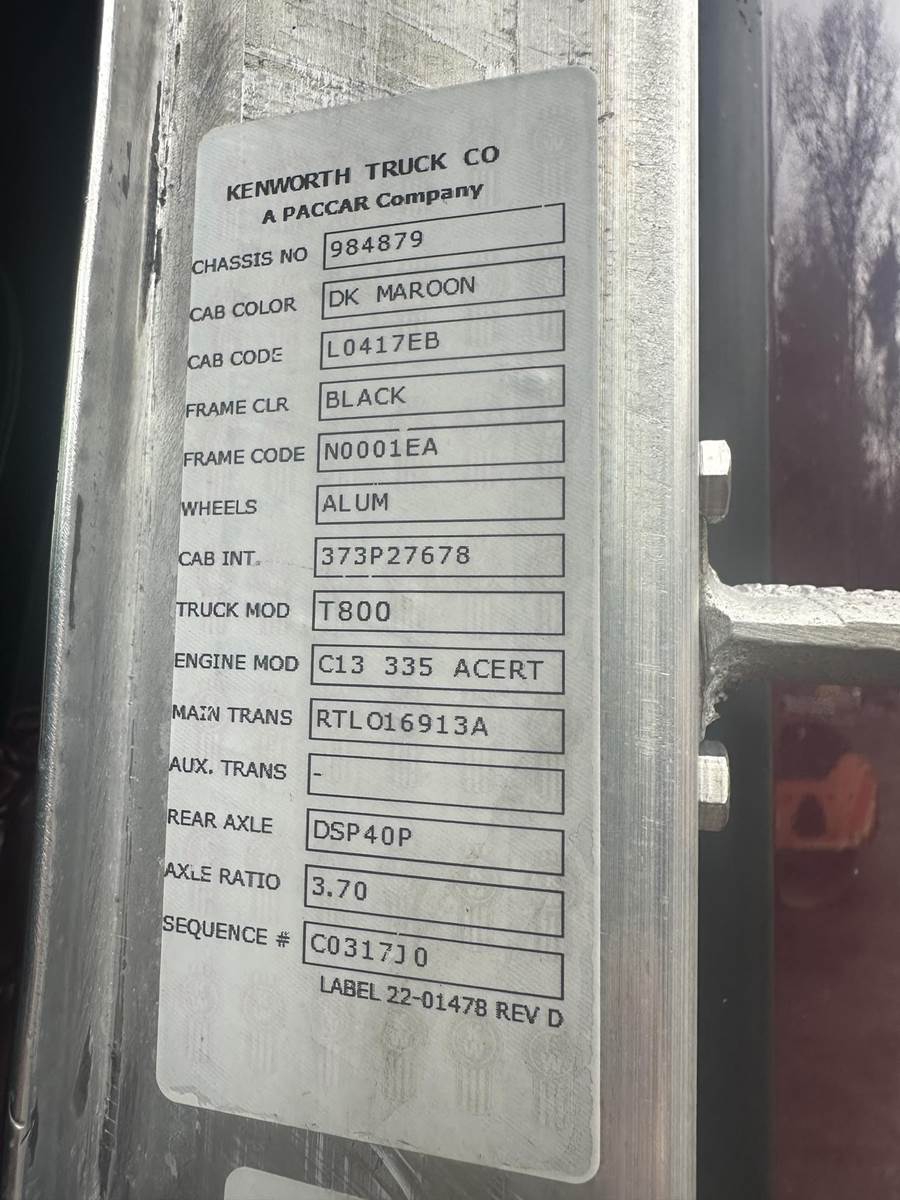 KENWORTH TRUCK CO
A PACCAR Company
CHASSIS NO 984879
CAB COLOR DK MAROON
CAB CODE L0417EB
FRAME CLR BLACK
FRAME CODE N0001EA
WHEELS ALUM
CAB INT. 373P27678
TRUCK MOD T800
ENGINE MOD C13 335 ACERT
MAIN TRANS RTLO16913A
AUX. TRANS -
REAR AXLE DSP40P
AXLE RATIO 3.70
SEQUENCE # C0317J0
LABEL 22-01478 REV D